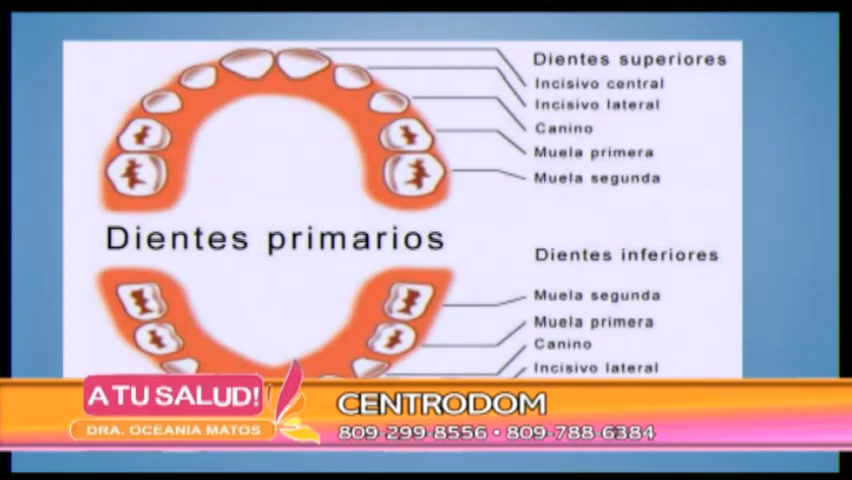 Dientes superiores
Incisivo central
Incisivo lateral
Canino
Muela primera
Muela segunda
Dientes primarios
Dientes inferiores
Muela segunda
Muela primera
Canino
Incisivo lateral
A TU SALUD!
DRA. OCEANIA MATOS
CENTRODOM
809-299-8556 • 809-788-6384